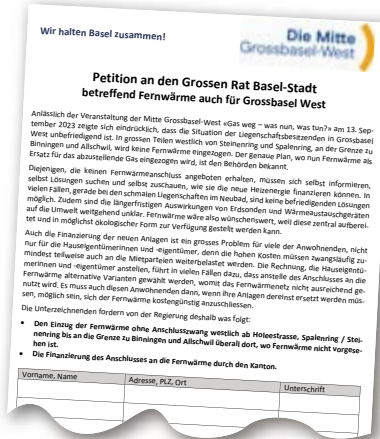 Wir halten Basel zusammen!
Die Mitte
Grossbasel-West
Petition an den Grossen Rat Basel-Stadt
betreffend Fernwärme auch für Grossbasel West
Anlässlich der Veranstaltung der Mitte Grossbasel-West «Gas weg – was nun, was tun?» am 13. Sep-
tember 2023 zeigte sich eindrücklich, dass die Situation der Liegenschaftsbesitzenden in Grossbasel
West unbefriedigend ist. In grossen Teilen westlich von Steinenring und Spalenring, an der Grenze zu
Binningen und Allschwil, wird keine Fernwärme eingezogen. Der genaue Plan, wo nun Fernwärme als
Ersatz für das abzustellende Gas eingezogen wird, ist den Behörden bekannt.
Diejenigen, die keinen Fernwärmeanschluss angeboten erhalten, müssen sich selbst informieren,
selbst Lösungen suchen und selbst zuschauen, wie sie die neue Heizenergie finanzieren können. In
vielen Fällen, gerade bei den schmalen Liegenschaften im Neubad, sind keine befriedigenden Lösungen
möglich. Zudem sind die längerfristigen Auswirkungen von Erdsonden und Wärmeaustauschgeräten
auf die Umwelt weitgehend unklar. Fernwärme wäre also wünschenswert, weil diese zentral aufberei-
tet und in möglichst ökologischer Form zur Verfügung gestellt werden kann.
Auch die Finanzierung der neuen Anlagen ist ein grosses Problem für viele der Anwohnenden, nicht
nur für die Hauseigentümerinnen und -eigentümer, denn die hohen Kosten müssen zwangsläufig zu-
mindest teilweise auch an die Mietparteien weiterbelastet werden. Die Rechnung, die Hauseigentü-
merinnen und -eigentümer anstellen, führt in vielen Fällen dazu, dass anstelle des Anschlusses an die
Fernwärme alternative Varianten gewählt werden, womit das Fernwärmenetz nicht ausreichend ge-
nutzt wird. Es muss auch diesen Anwohnenden dann, wenn ihre Anlagen dereinst ersetzt werden müs-
sen, möglich sein, sich der Fernwärme kostengünstig anzuschliessen.
Die Unterzeichnenden fordern von der Regierung deshalb was folgt:
• Den Einzug der Fernwärme ohne Anschlusszwang westlich ab Holeestrasse, Spalenring / Stei-
nenring bis an die Grenze zu Binningen und Allschwil überall dort, wo Fernwärme nicht vorgese-
hen ist.
• Die Finanzierung des Anschlusses an die Fernwärme durch den Kanton.
Vorname, Name
Adresse, PLZ, Ort
Unterschrift